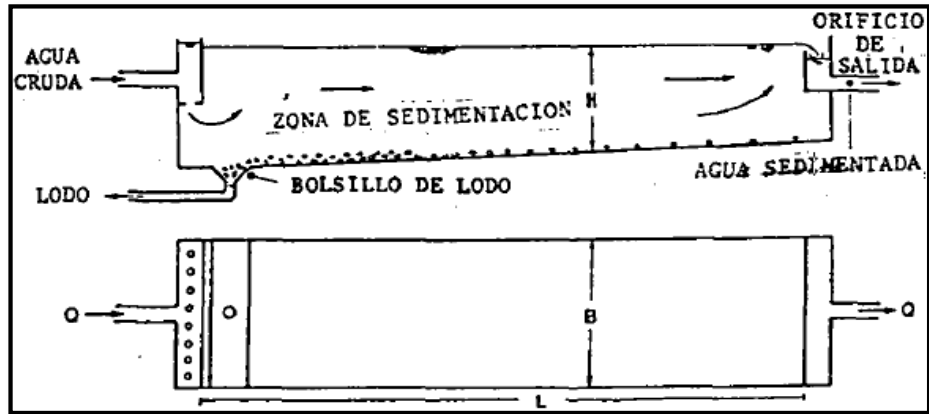 AGUA
CRUDA
ORIFICIO
DE
SALIDA
H
ZONA DE SEDIMENTACION
BOLSILLO DE LODO
AGUA SEDIMENTADA
LODO
Q
B
Q
L